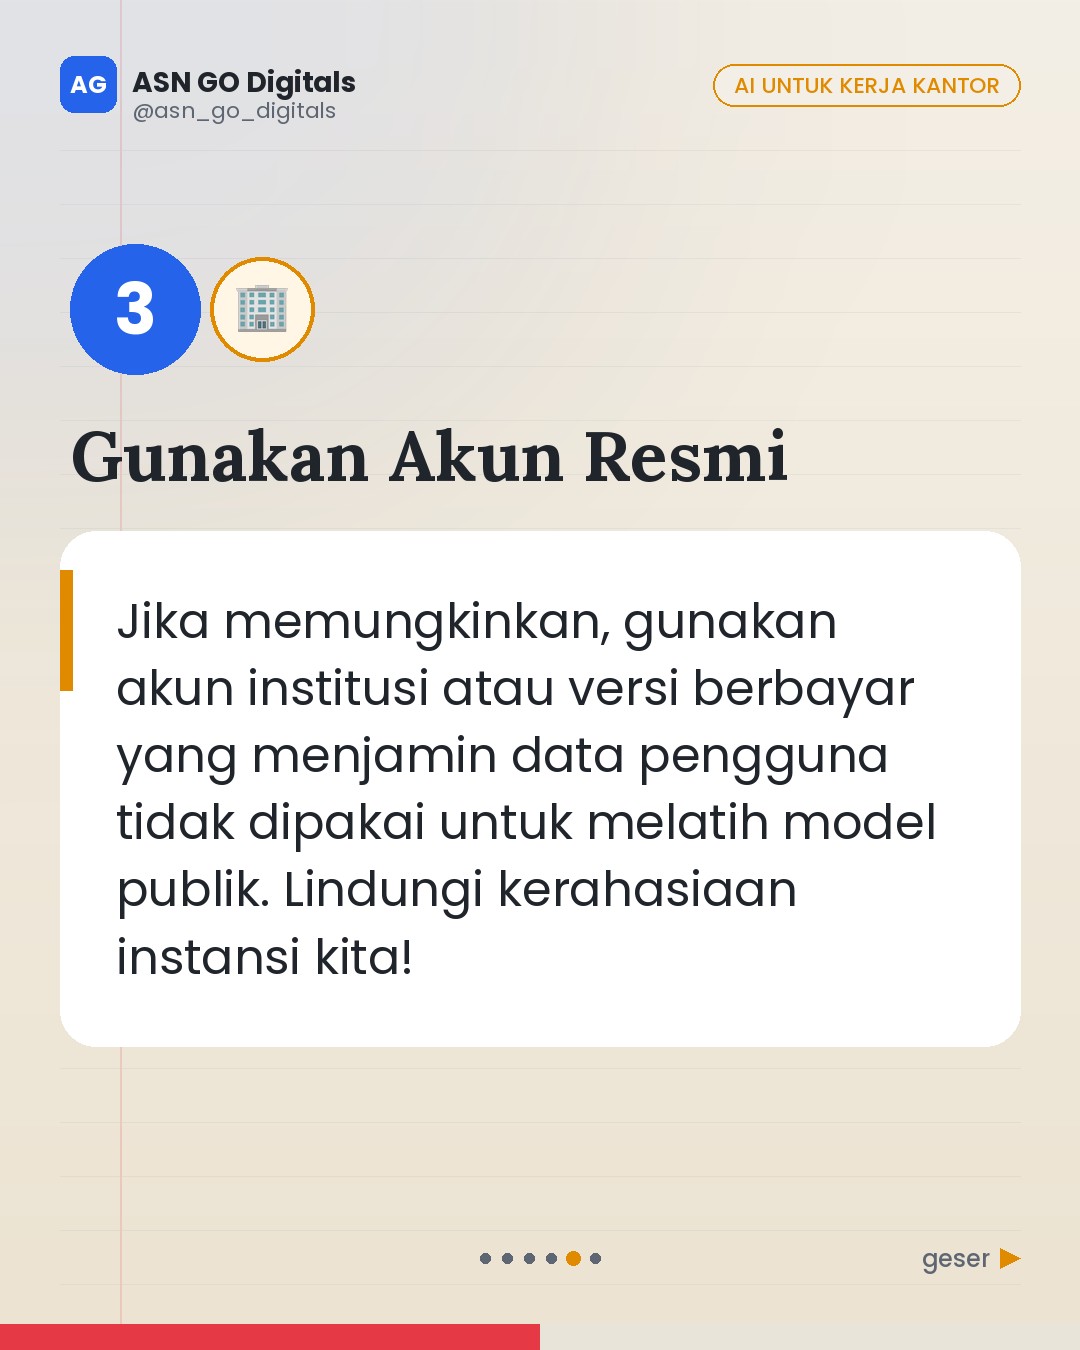 AG
ASN GO Digitals
@asn_go_digitals
AI UNTUK KERJA KANTOR
3
Gunakan Akun Resmi
Jika memungkinkan, gunakan
akun institusi atau versi berbayar
yang menjamin data pengguna
tidak dipakai untuk melatih model
publik. Lindungi kerahasiaan
instansi kita!
geser